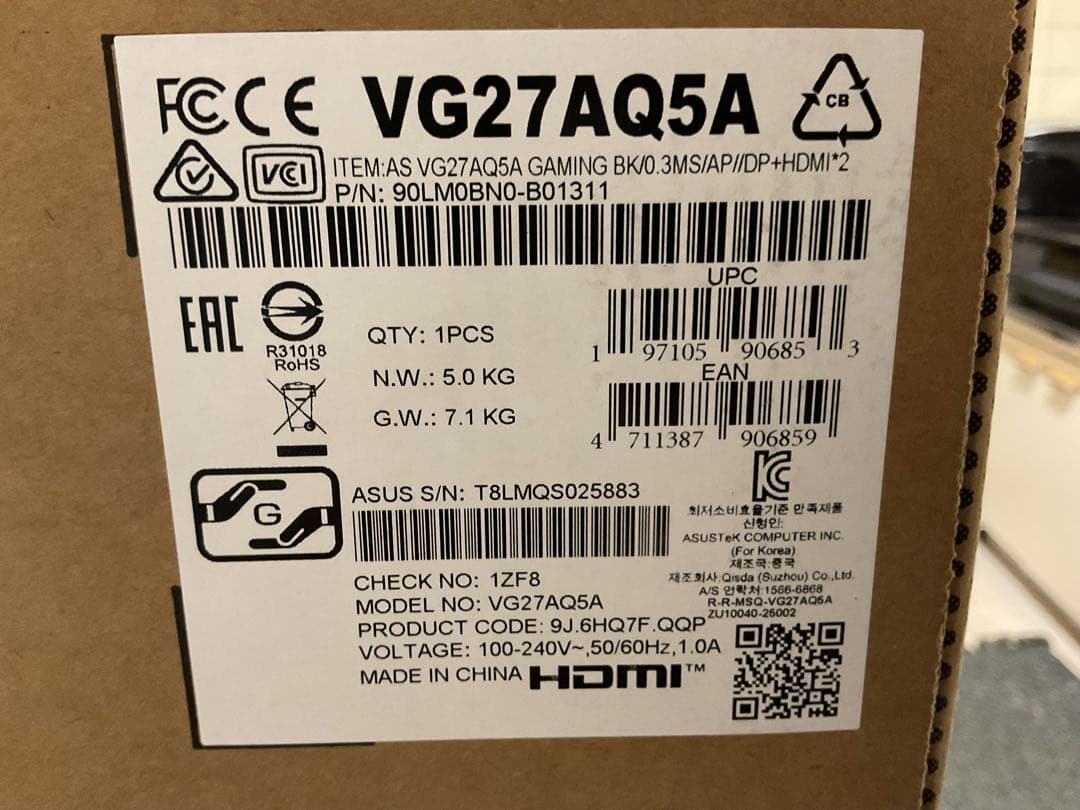 FC CE VG27AQ5A CB
VCI ITEM:AS VG27AQ5A GAMING BK/0.3MS/AP//DP+HDMI*2
P/N: 90LM0BN0-B01311
UPC
1 97105 90685 3
EAN
4 711387 906859
EAC
R31018
RoHS
QTY: 1PCS
N.W.: 5.0 KG
G.W.: 7.1 KG
G
ASUS S/N: T8LMQS025883
CHECK NO: 1ZF8
MODEL NO: VG27AQ5A
PRODUCT CODE: 9J.6HQ7F.QQP
VOLTAGE: 100-240V~,50/60Hz,1.0A
MADE IN CHINA HDMI™
KC
최저소비효율기준 만족제품
신청인:
ASUSTeK COMPUTER INC.
(For Korea)
제조국:중국
제조회사:Qisda (Suzhou) Co.,Ltd.
A/S 연락처:1566-6868
R-R-MSQ-VG27AQ5A
ZU10040-25002